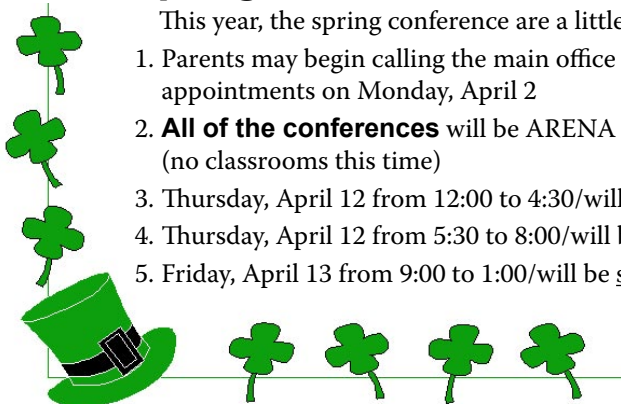 This year, the spring conference are a little
1. Parents may begin calling the main office
appointments on Monday, April 2
2. All of the conferences will be ARENA
(no classrooms this time)
3. Thursday, April 12 from 12:00 to 4:30/will
4. Thursday, April 12 from 5:30 to 8:00/will
5. Friday, April 13 from 9:00 to 1:00/will be